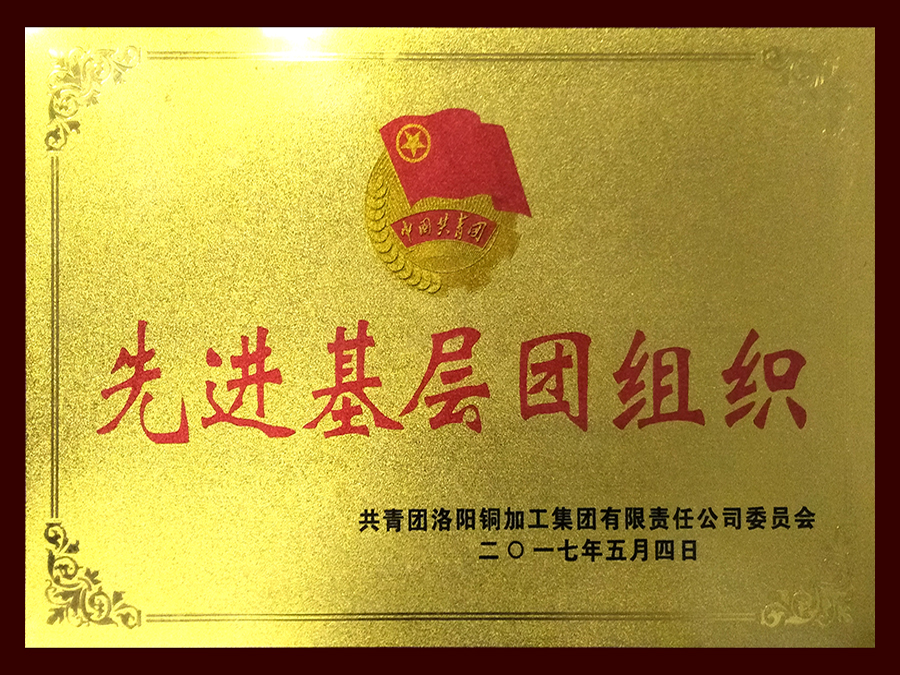 中国共青团
先进基层团组织
共青团洛阳铜加工集团有限责任公司委员会
二〇一七年五月四日